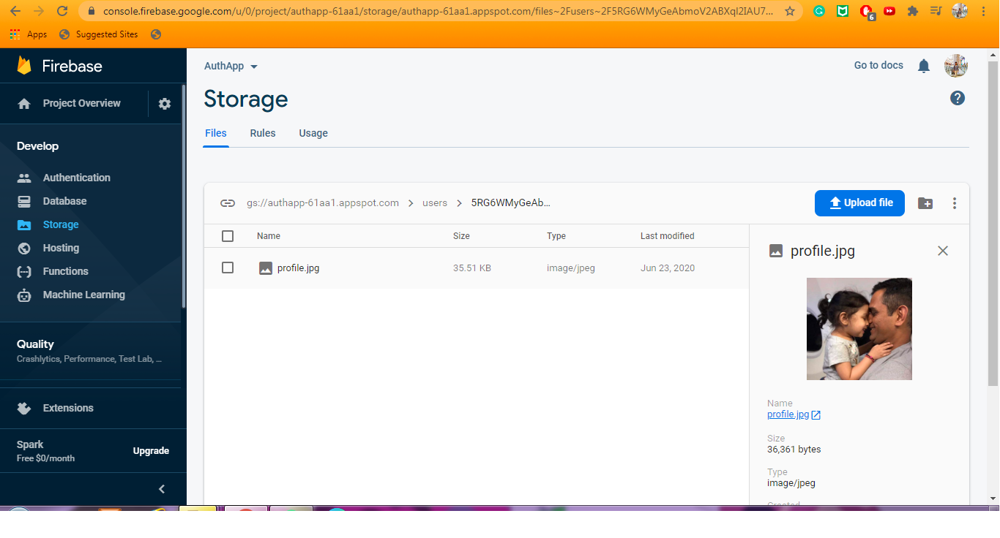 console.firebase.google.com/u/0/project/authapp-61aa1/storage/authapp-61aa1.appspot.com/files~2Fusers~2F5RG6WMyGeAbmoV2ABXql2IAU7...
6
Apps Suggested Sites
Firebase
Project Overview
Develop
Authentication
Database
Storage
Hosting
Functions
Machine Learning
Quality
Crashlytics, Performance, Test Lab, ...
Extensions
Spark
Free $0/month
Upgrade
AuthApp
Go to docs
Storage
Files Rules Usage
gs://authapp-61aa1.appspot.com > users > 5RG6WMyGeAb...
Upload file
Name Size Type Last modified
profile.jpg 35.51 KB image/jpeg Jun 23, 2020
profile.jpg
Name
profile.jpg
Size
36,361 bytes
Type
image/jpeg
Created